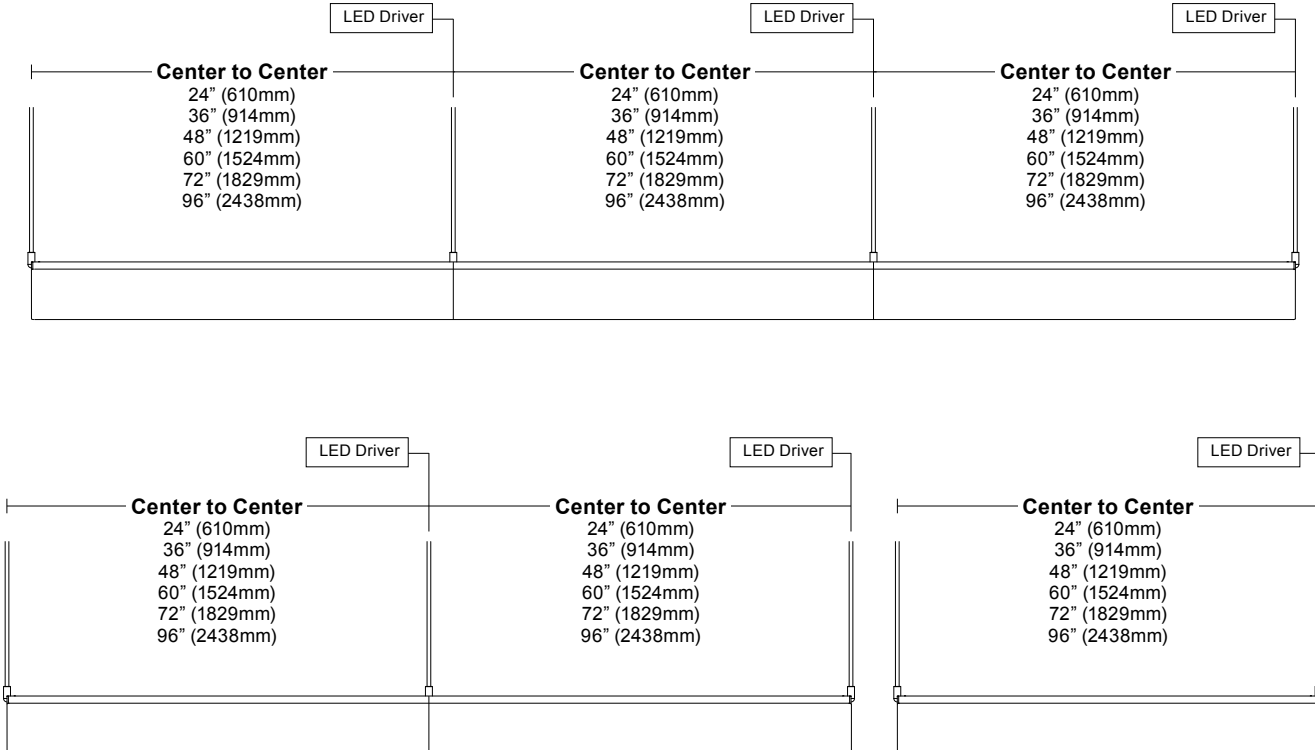 LED Driver
LED Driver
LED Driver
Center to Center
24” (610mm)
36” (914mm)
48” (1219mm)
60” (1524mm)
72” (1829mm)
96” (2438mm)
Center to Center
24” (610mm)
36” (914mm)
48” (1219mm)
60” (1524mm)
72” (1829mm)
96” (2438mm)
Center to Center
24” (610mm)
36” (914mm)
48” (1219mm)
60” (1524mm)
72” (1829mm)
96” (2438mm)
LED Driver
LED Driver
LED Driver
Center to Center
24” (610mm)
36” (914mm)
48” (1219mm)
60” (1524mm)
72” (1829mm)
96” (2438mm)
Center to Center
24” (610mm)
36” (914mm)
48” (1219mm)
60” (1524mm)
72” (1829mm)
96” (2438mm)
Center to Center
24” (610mm)
36” (914mm)
48” (1219mm)
60” (1524mm)
72” (1829mm)
96” (2438mm)